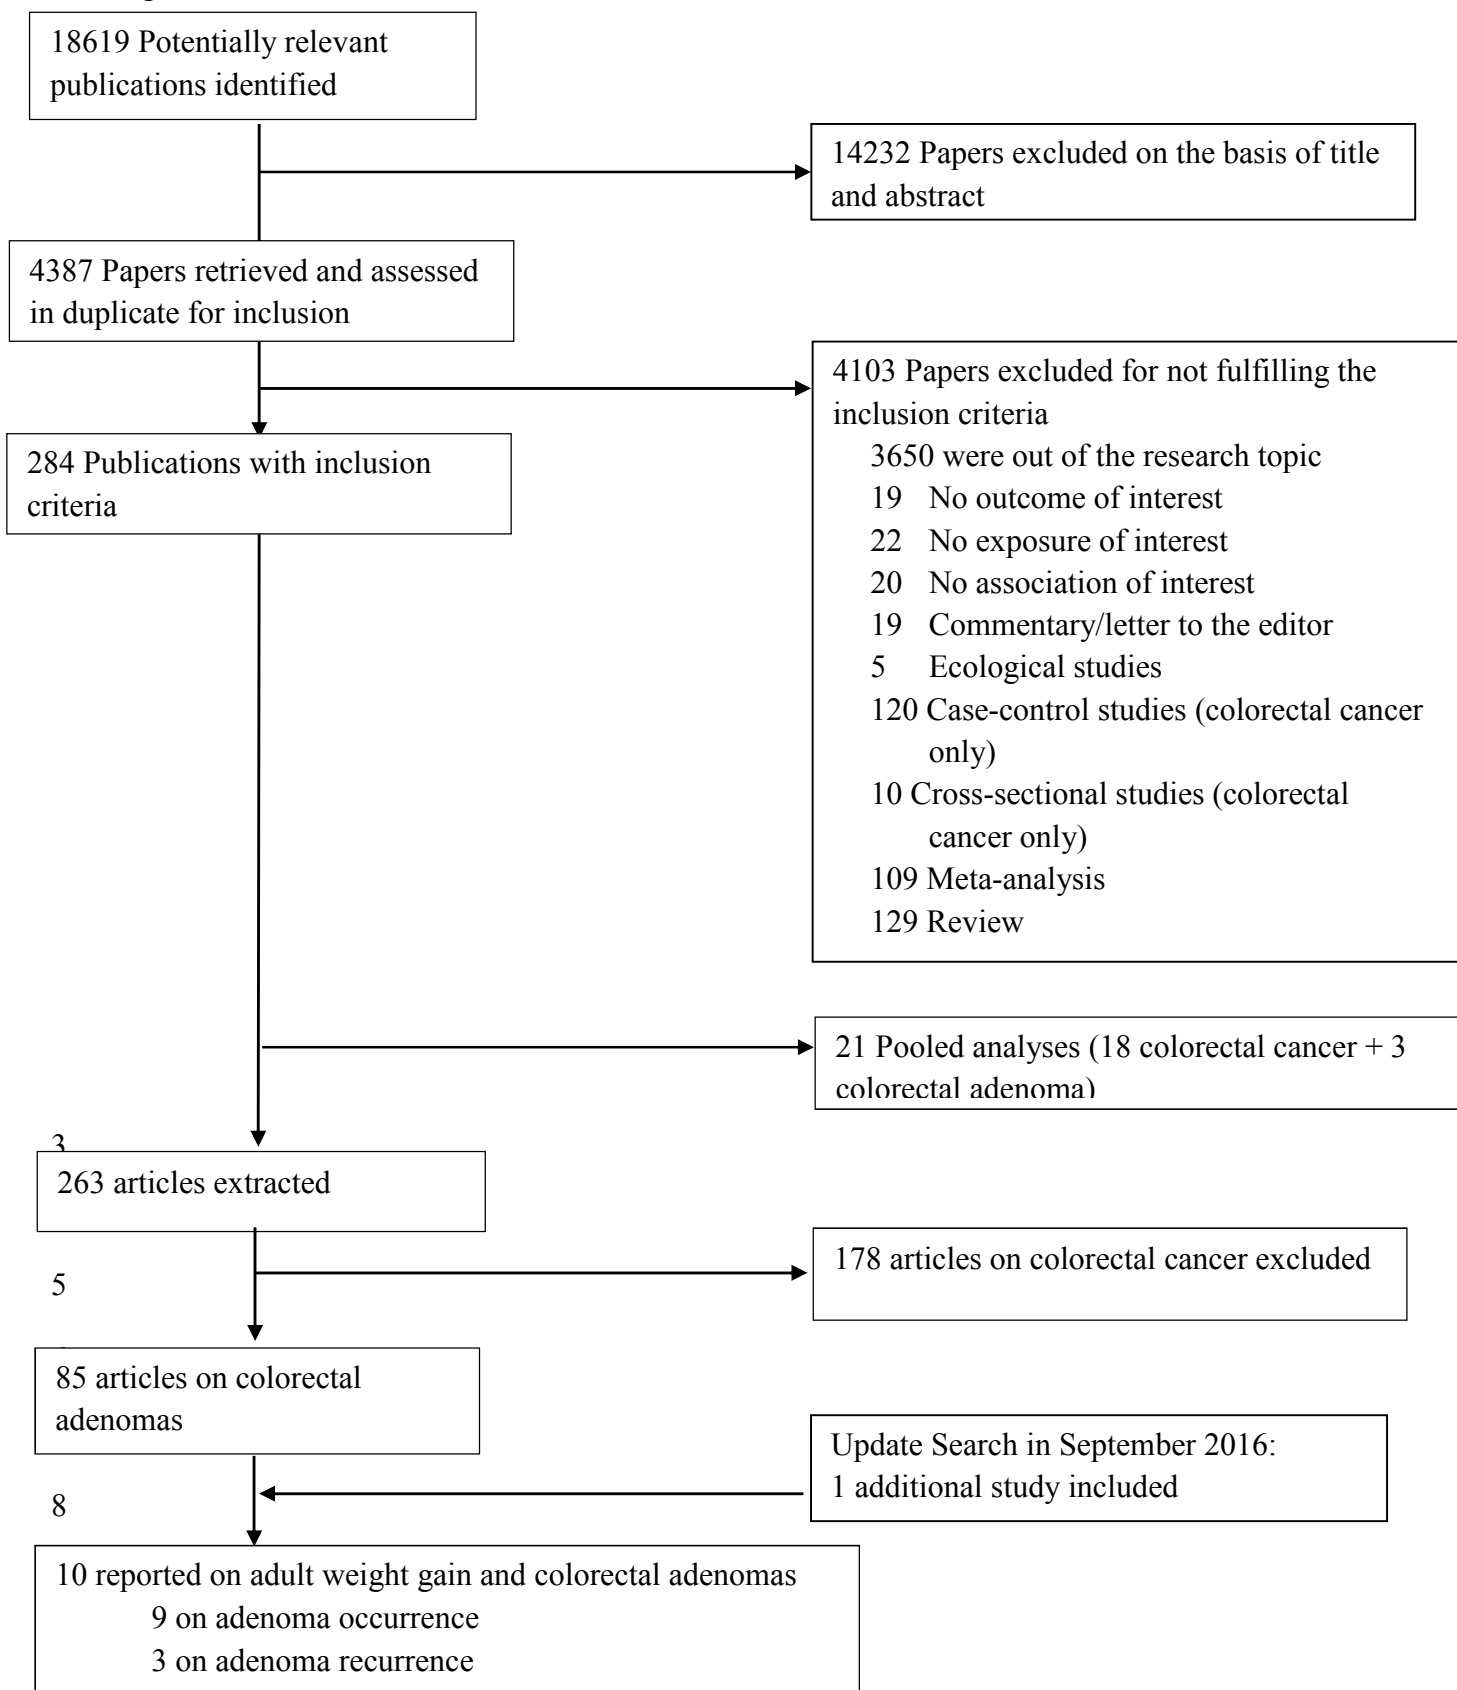 18619 Potentially relevant
publications identified
14232 Papers excluded on the basis of title
and abstract
4387 Papers retrieved and assessed
in duplicate for inclusion
4103 Papers excluded for not fulfilling the
inclusion criteria
3650 were out of the research topic
19 No outcome of interest
22 No exposure of interest
20 No association of interest
19 Commentary/letter to the editor
5 Ecological studies
120 Case-control studies (colorectal cancer
only)
10 Cross-sectional studies (colorectal
cancer only)
109 Meta-analysis
129 Review
284 Publications with inclusion
criteria
21 Pooled analyses (18 colorectal cancer + 3
colorectal adenoma)
3
263 articles extracted
178 articles on colorectal cancer excluded
5
85 articles on colorectal
adenomas
Update Search in September 2016:
1 additional study included
8
10 reported on adult weight gain and colorectal adenomas
9 on adenoma occurrence
3 on adenoma recurrence